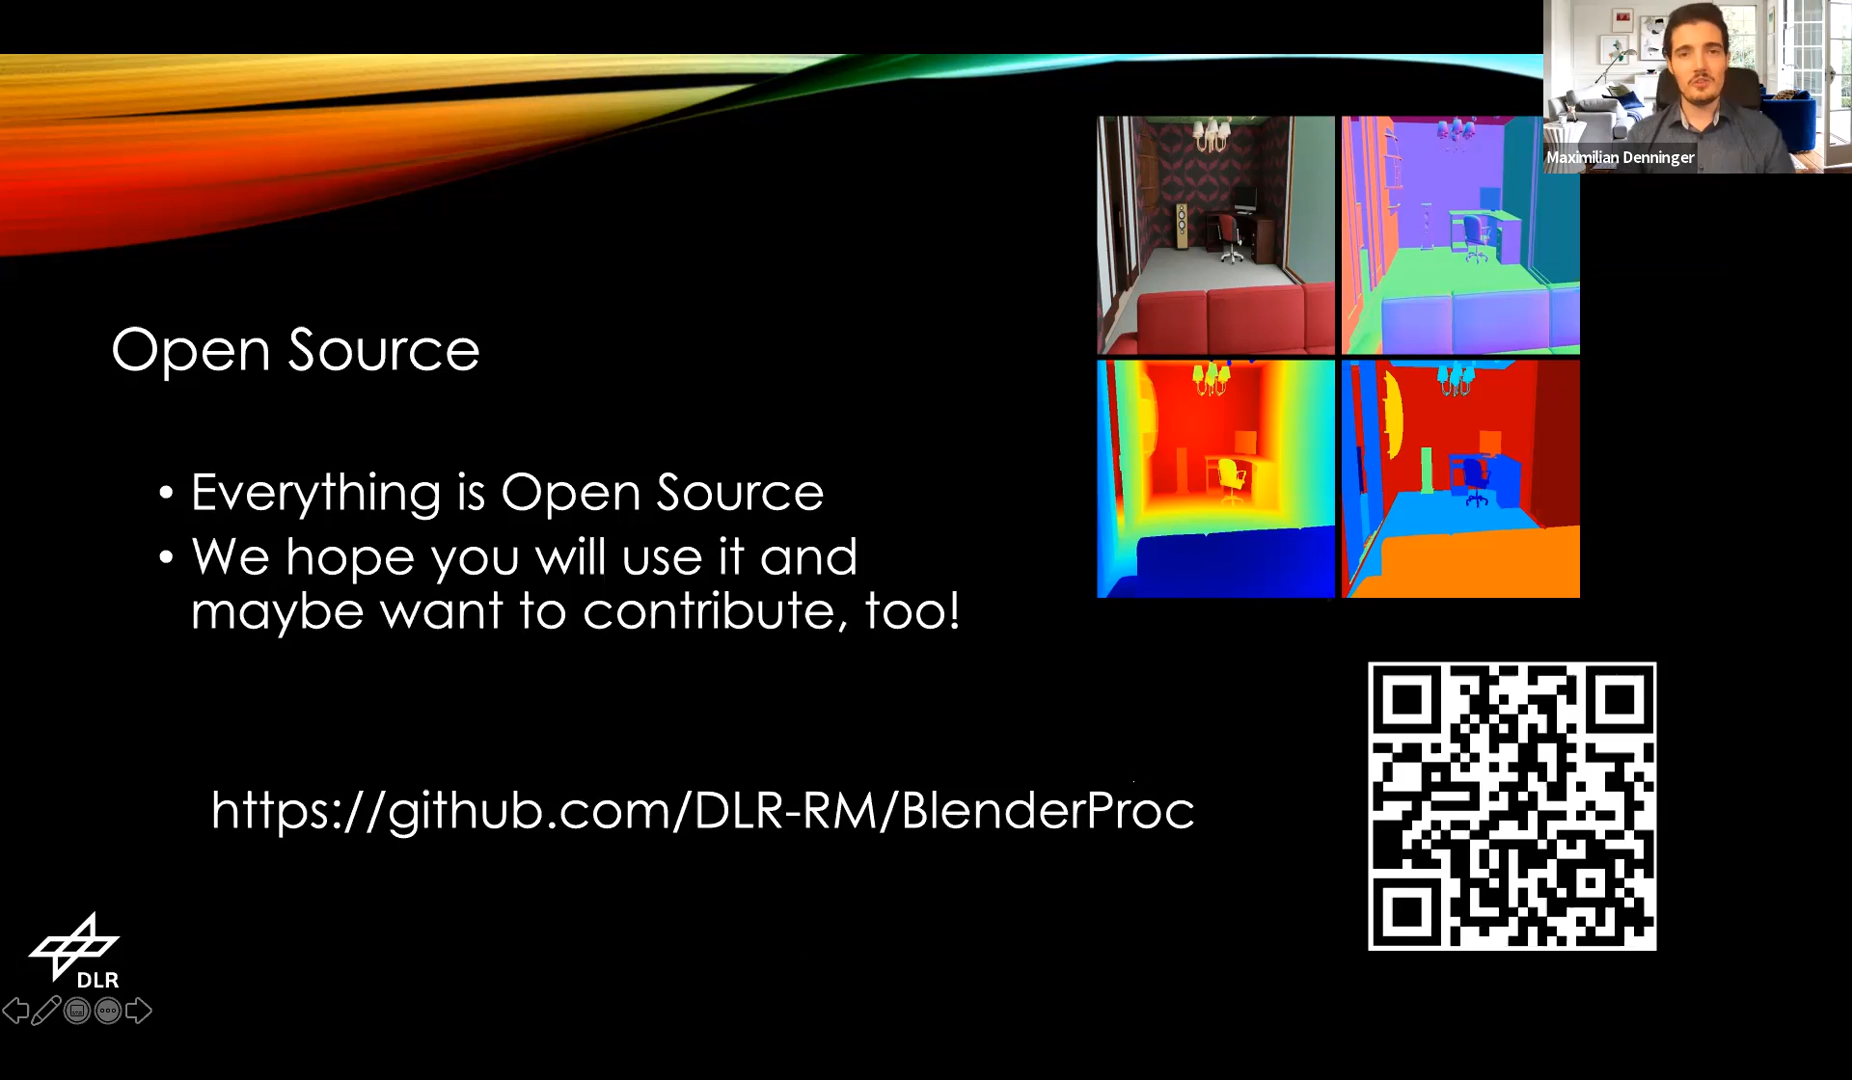 Maximilian Denninger
Open Source
• Everything is Open Source
• We hope you will use it and
maybe want to contribute, too!
https://github.com/DLR-RM/BlenderProc
DLR